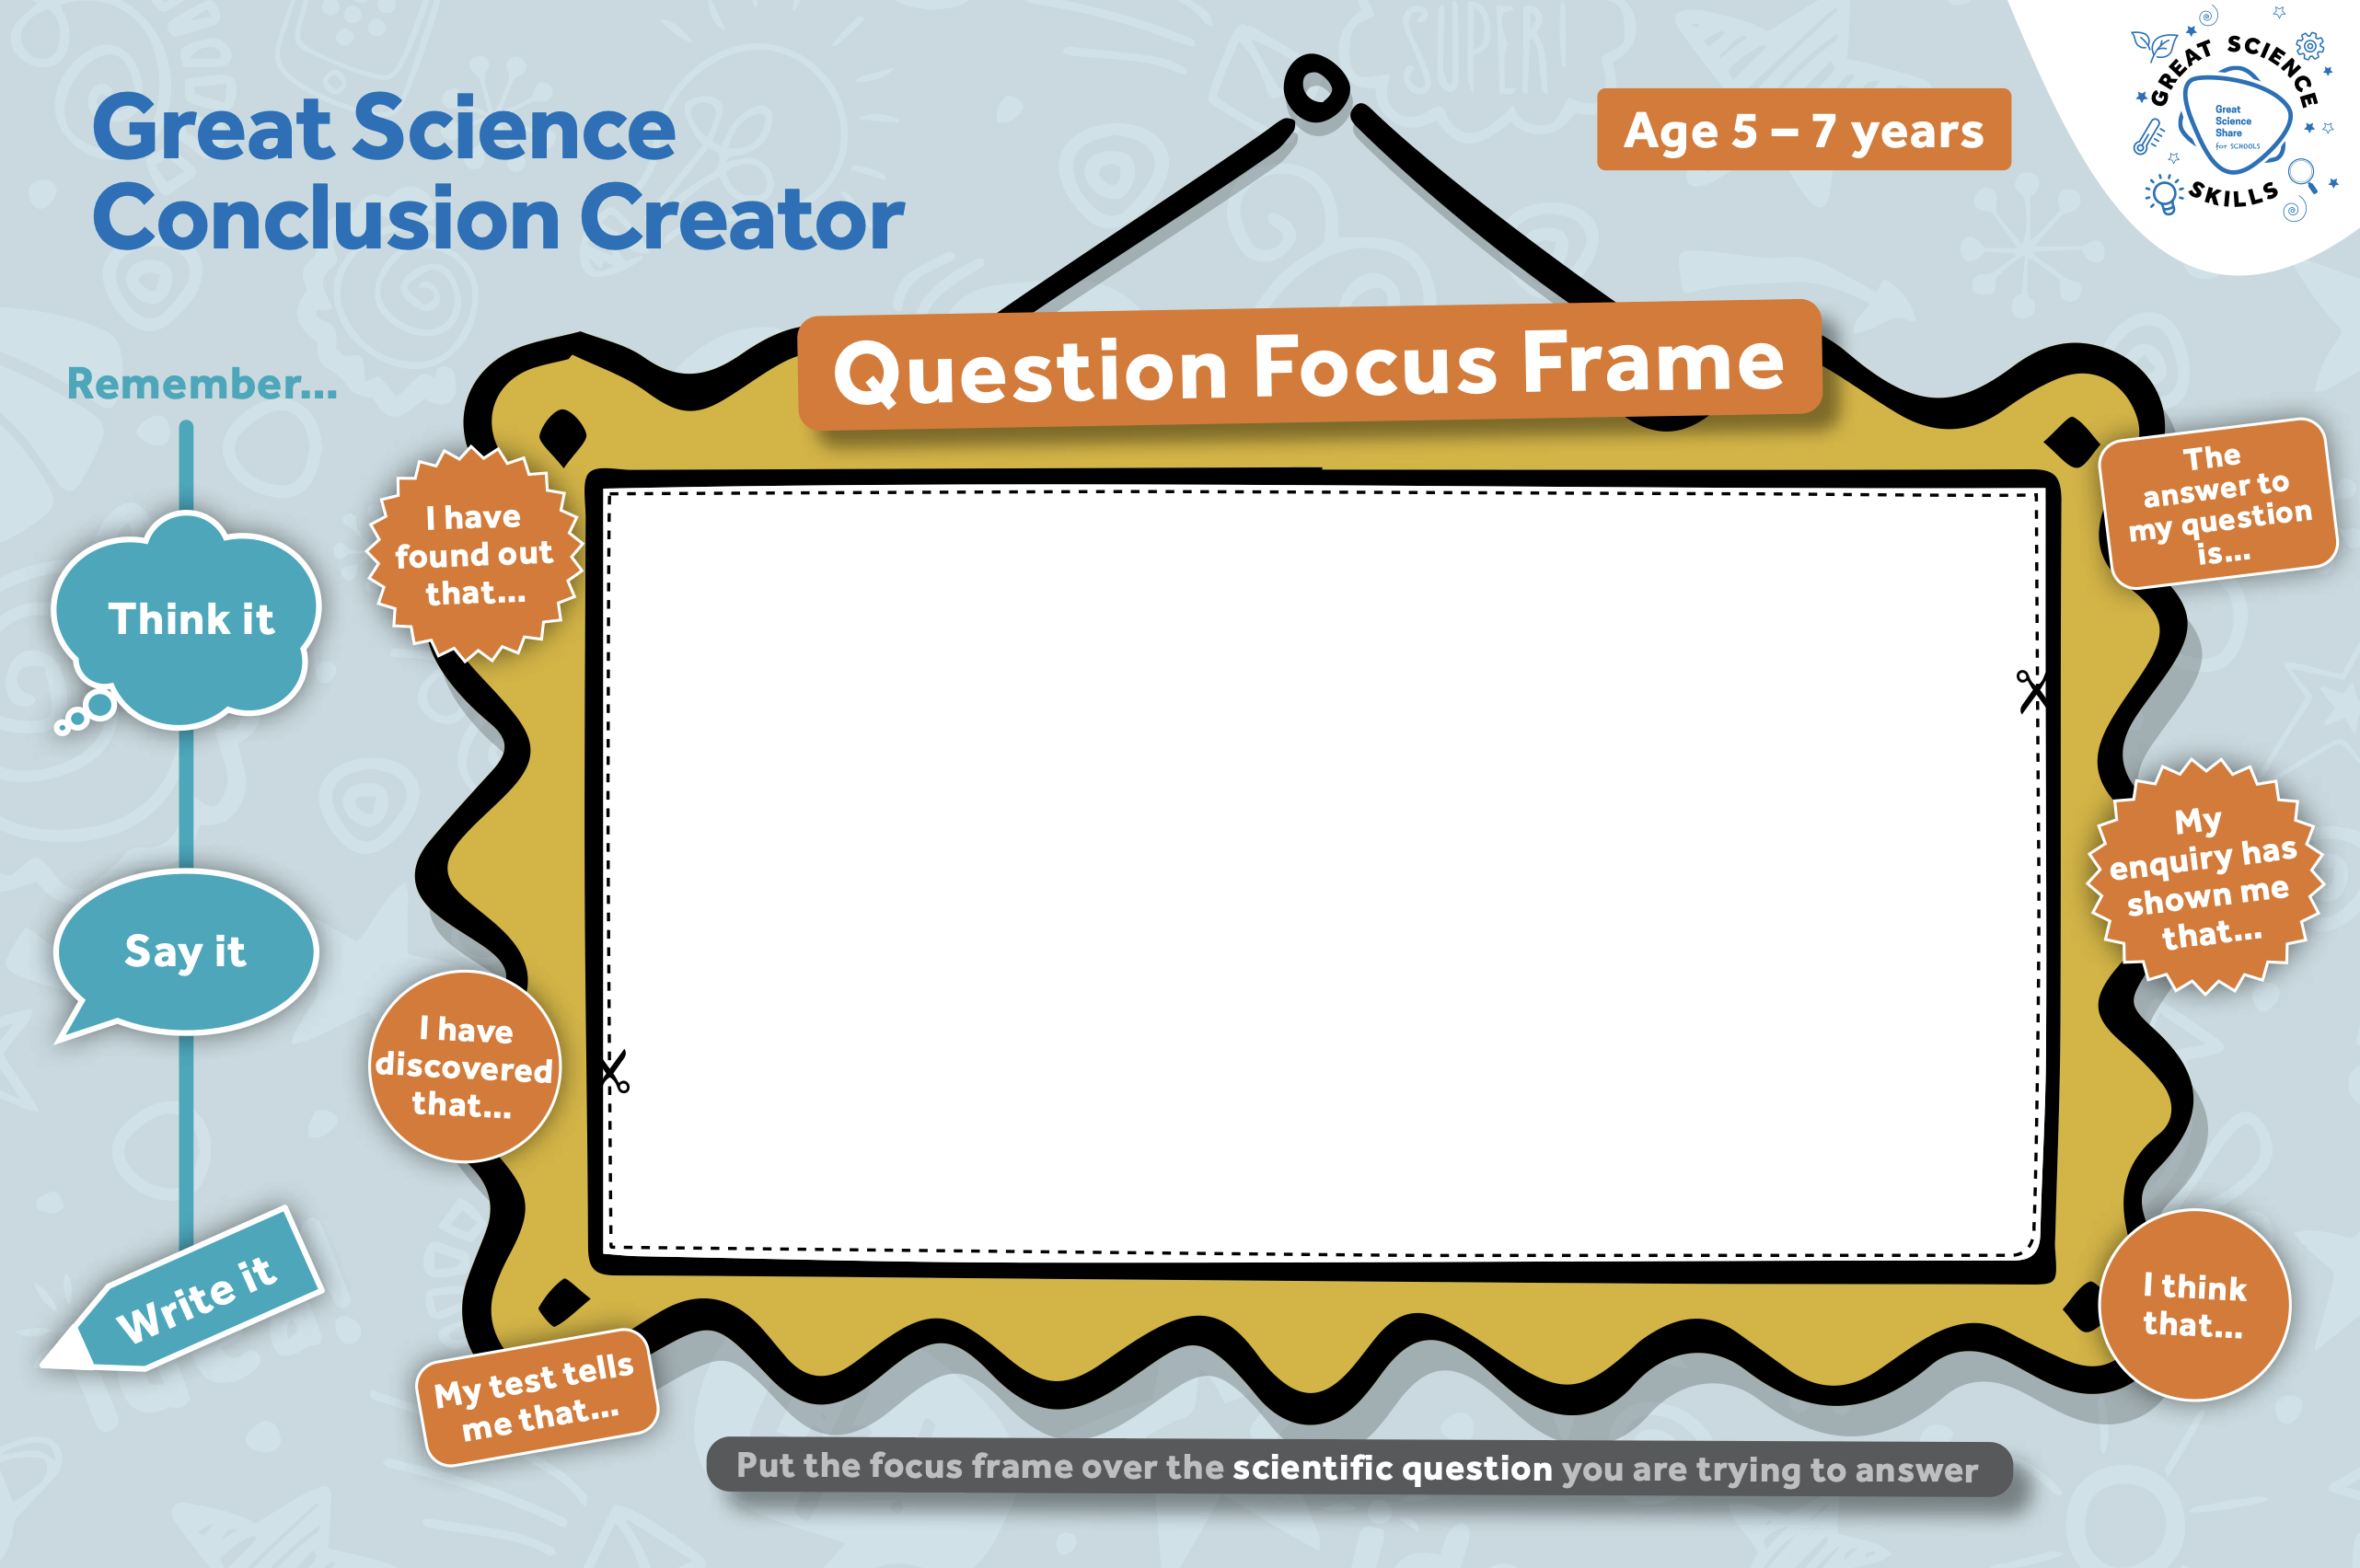 Great Science
Conclusion Creator
Age 5 – 7 years
GREAT SCIENCE
Great
Science
Share
for SCHOOLS
SKILLS
SUPER!
Question Focus Frame
Remember...
Think it
Say it
Write it
I have
found out
that...
I have
discovered
that...
My test tells
me that...
The
answer to
my question
is...
My
enquiry has
shown me
that...
I think
that...
Put the focus frame over the scientific question you are trying to answer